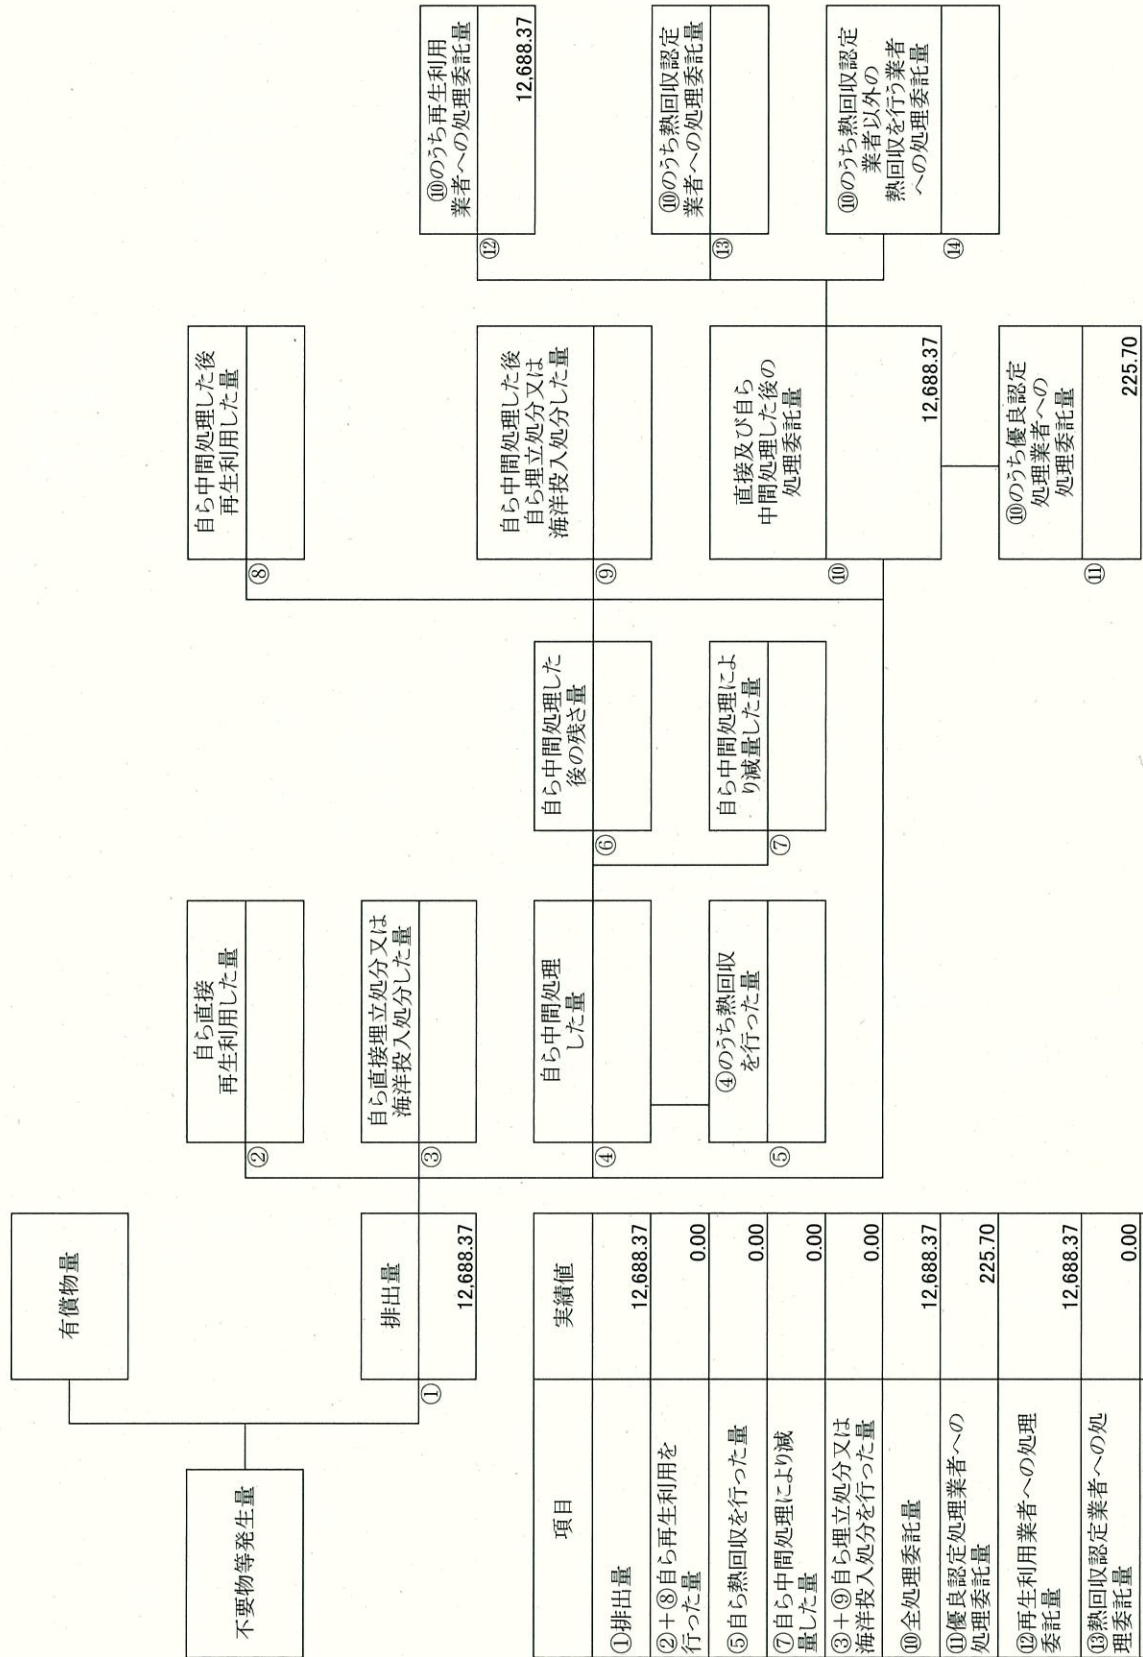 不要物等発生量
有償物量
排出量
①
12,688.37
②
自ら直接
再生利用した量
③
自ら直接埋立処分又は
海洋投入処分した量
④
自ら中間処理
した量
⑤
④のうち熱回収
を行った量
⑥
自ら中間処理した
後の残さ量
⑦
自ら中間処理によ
り減量した量
⑧
自ら中間処理した後
再生利用した量
⑨
自ら中間処理した後
自ら埋立処分又は
海洋投入処分した量
⑩
直接及び自ら
中間処理した後の
処理委託量
12,688.37
⑪
⑩のうち優良認定
処理業者への
処理委託量
225.70
⑫
⑩のうち再生利用
業者への処理委託量
12,688.37
⑬
⑩のうち熱回収認定
業者への処理委託量
⑭
⑩のうち熱回収認定
業者以外の
熱回収を行う業者
への処理委託量
項目 実績値
①排出量 12,688.37
②+⑧自ら再生利用を
行った量 0.00
⑤自ら熱回収を行った量 0.00
⑦自ら中間処理により減
量した量 0.00
③+⑨自ら埋立処分又は
海洋投入処分を行った量 0.00
⑩全処理委託量 12,688.37
⑪優良認定処理業者への
処理委託量 225.70
⑫再生利用業者への処理
委託量 12,688.37
⑬熱回収認定業者への処
理委託量 0.00